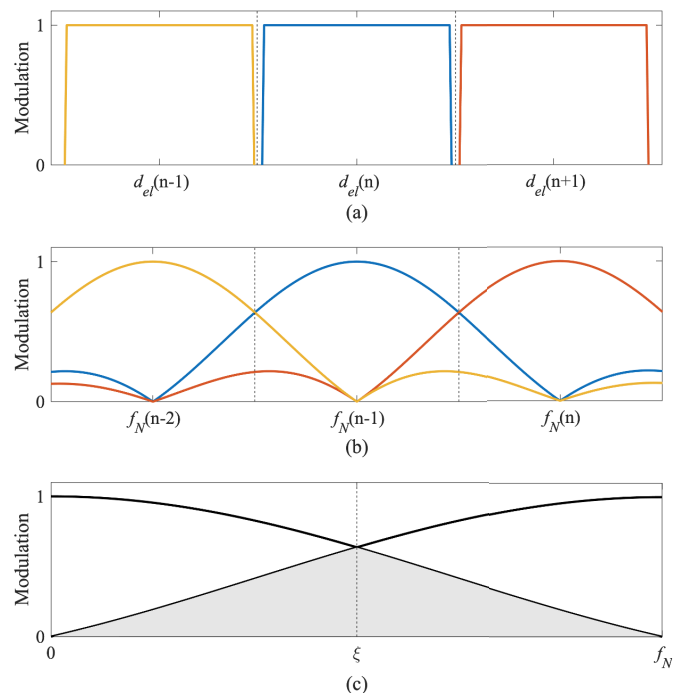 1
Modulation
0
d_el(n-1) d_el(n) d_el(n+1)
(a)
1
Modulation
0
f_N(n-2) f_N(n-1) f_N(n)
(b)
1
Modulation
0
0 ξ f_N
(c)